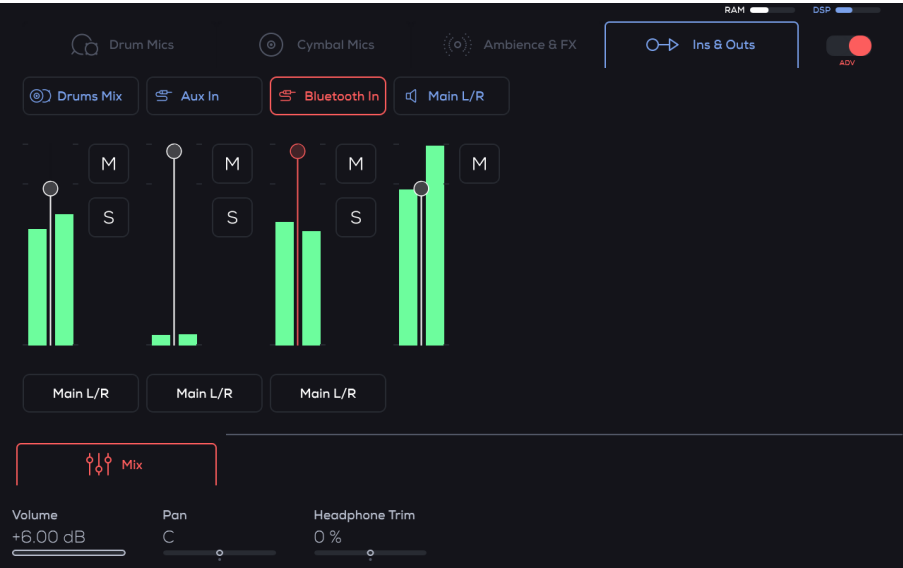 RAM DSP
Drum Mics Cymbal Mics Ambience & FX Ins & Outs
ADV
Drums Mix Aux In Bluetooth In Main L/R
M M M M
S S S
Main L/R Main L/R Main L/R
Mix
Volume Pan Headphone Trim
+6.00 dB C 0 %